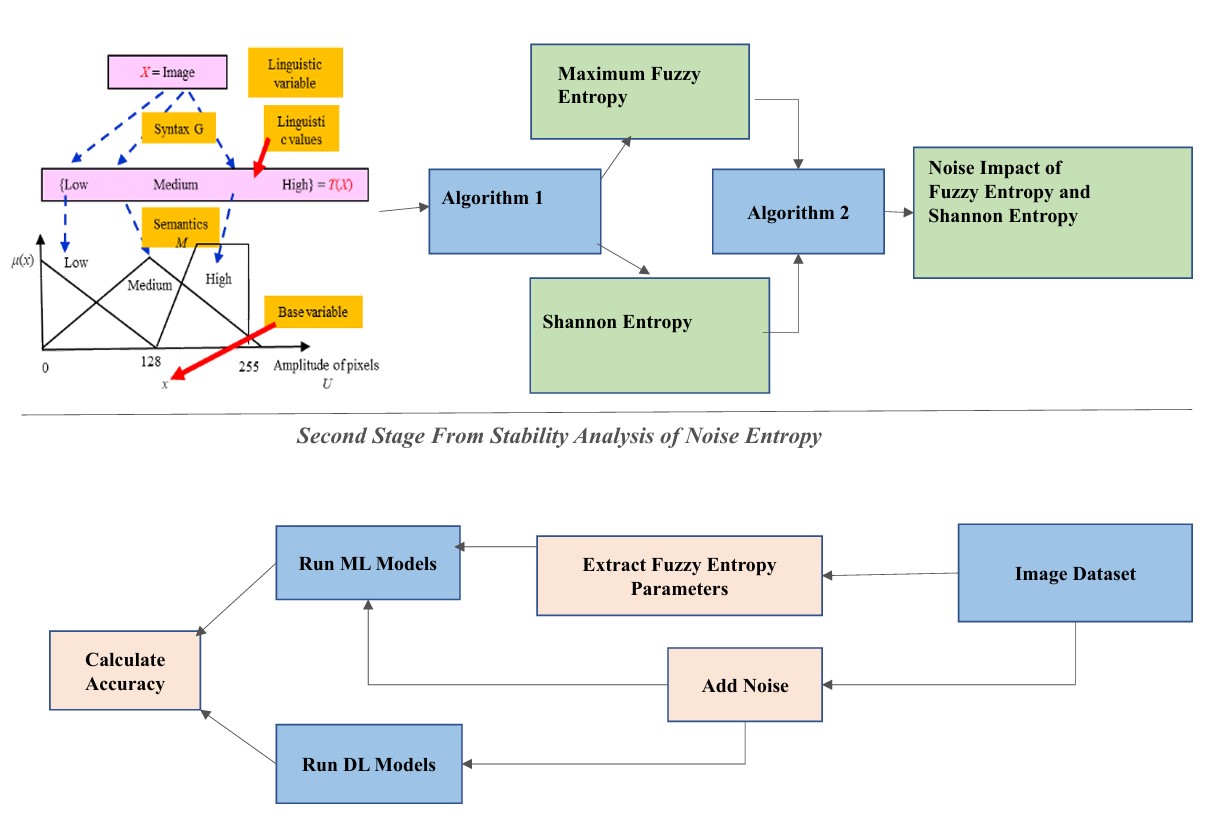 X = Image
Linguistic
variable
Syntax G
Linguisti
c values
{Low Medium High} = T(X)
Semantics
M
μ(x)
Low
Medium
High
Base variable
0
128
255
Amplitude of pixels
x
U
Maximum Fuzzy
Entropy
Algorithm 1
Shannon Entropy
Algorithm 2
Noise Impact of
Fuzzy Entropy and
Shannon Entropy
Second Stage From Stability Analysis of Noise Entropy
Run ML Models
Extract Fuzzy Entropy
Parameters
Image Dataset
Calculate
Accuracy
Add Noise
Run DL Models